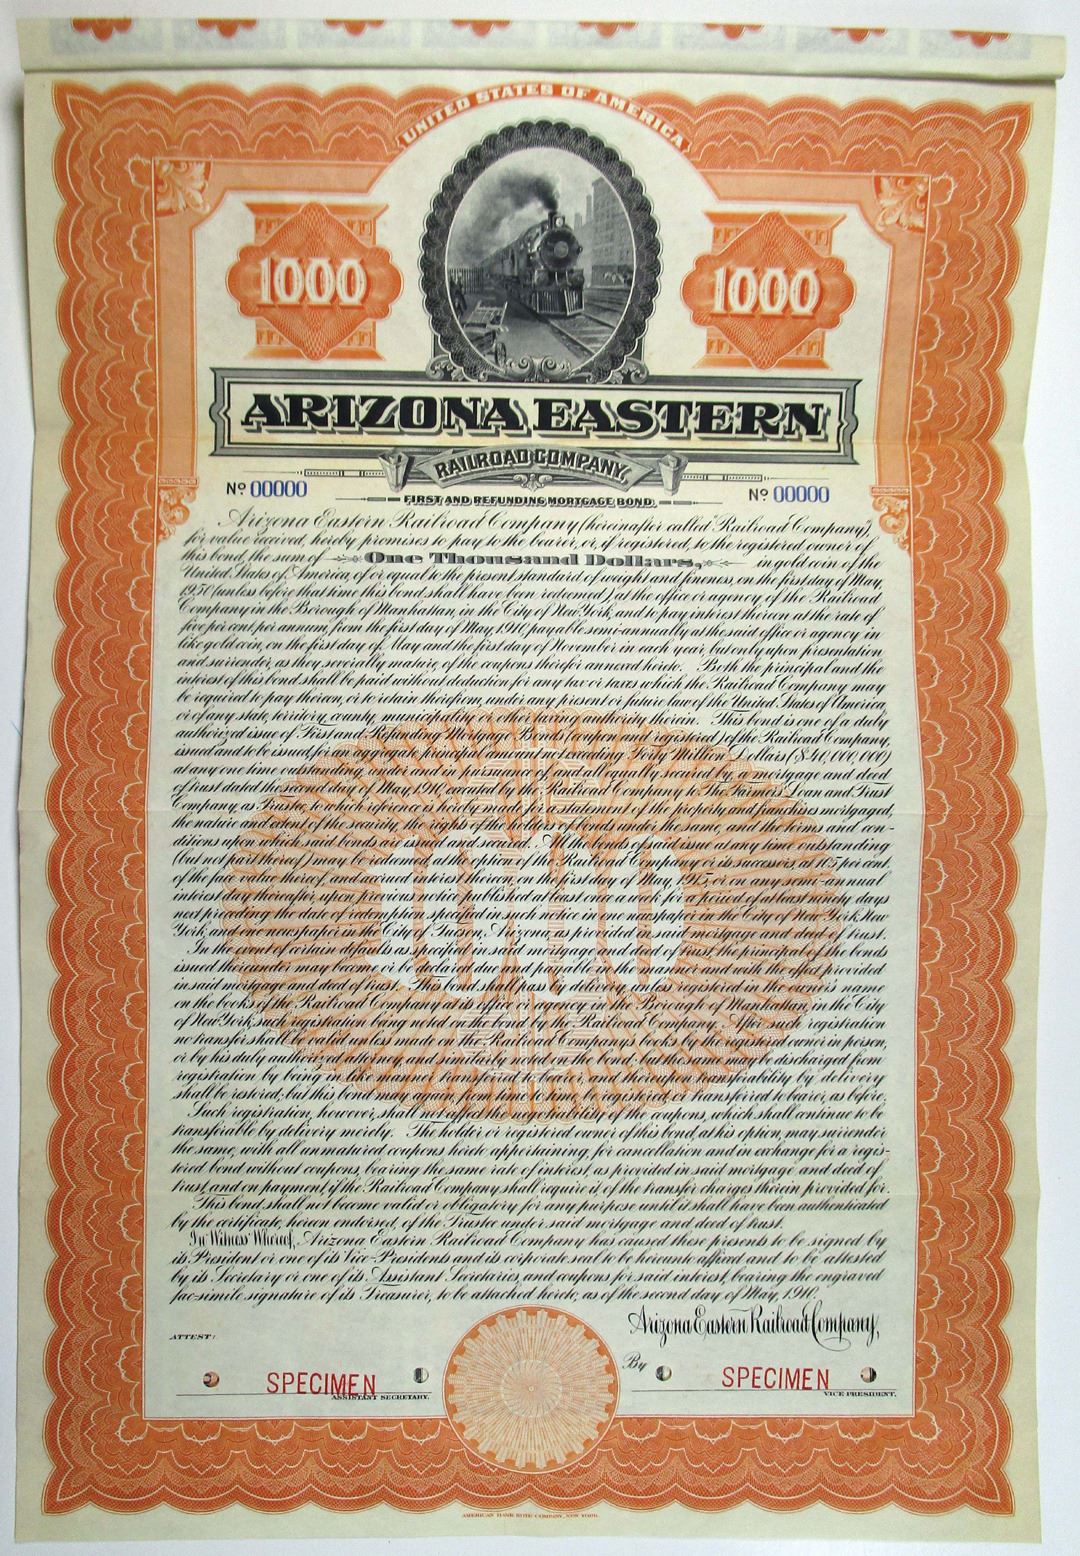 UNITED STATES OF AMERICA
1000 1000
ARIZONA EASTERN
RAILROAD COMPANY,
Nº 00000 Nº 00000
FIRST AND REFUNDING MORTGAGE BOND.
Arizona Eastern Railroad Company (hereinafter called "Railroad Company"),
for value received, hereby promises to pay to the bearer, or, if registered, to the registered owner of
this bond, the sum of One Thousand Dollars, in gold coin of the
United States of America, of or equal to the present standard of weight and fineness, on the first day of May,
1950 (unless before that time this bond shall have been redeemed), at the office or agency of the Railroad
Company in the Borough of Manhattan, in the City of New York, and to pay interest thereon at the rate of
five per cent. per annum, from the first day of May, 1910, payable semi-annually at the said office or agency in
like gold coin, on the first day of May and the first day of November in each year, but only upon presentation
and surrender, as they severally mature, of the coupons therefor annexed hereto. Both the principal and the
interest of this bond shall be paid without deduction for any tax or taxes which the Railroad Company may
be required to pay thereon, or to retain therefrom, under any present or future law of the United States of America,
or of any state, territory, county, municipality or other taxing authority therein. This bond is one of a duly
authorized issue of First and Refunding Mortgage Bonds (coupon and registered) of the Railroad Company,
issued and to be issued for an aggregate principal amount not exceeding Forty Million Dollars ($40,000,000)
at any one time outstanding, under and in pursuance of, and all equally secured by, a mortgage and deed
of trust dated the second day of May, 1910, executed by the Railroad Company to The Farmers' Loan and Trust
Company, as Trustee, to which reference is hereby made for a statement of the property and franchises mortgaged,
the nature and extent of the security, the rights of the holders of bonds under the same, and the terms and con-
ditions upon which said bonds are issued and secured. All the bonds of said issue at any time outstanding
(but not part thereof) may be redeemed, at the option of the Railroad Company or its successors, at 105 per cent.
of the face value thereof, and accrued interest thereon, on the first day of May, 1915, or on any semi-annual
interest day thereafter, upon previous notice published at least once a week for a period of at least ninety days
next preceding the date of redemption specified in such notice in one newspaper in the City of New York, New
York, and one newspaper in the City of Tucson, Arizona, as provided in said mortgage and deed of trust.
In the event of certain defaults as specified in said mortgage and deed of trust, the principal of the bonds
issued thereunder may become or be declared due and payable in the manner and with the effect provided
in said mortgage and deed of trust. This bond shall pass by delivery, unless registered in the owner's name
on the books of the Railroad Company at its office or agency in the Borough of Manhattan, in the City
of New York, such registration being noted on the bond by the Railroad Company. After such registration
no transfer shall be valid unless made on the Railroad Company's books by the registered owner in person,
or by his duly authorized attorney, and similarly noted on the bond; but the same may be discharged from
registration by being in like manner transferred to bearer, and thereupon transferability by delivery
shall be restored; but this bond may again, from time to time, be registered or transferred to bearer, as before.
Such registration, however, shall not affect the negotiability of the coupons, which shall continue to be
transferable by delivery merely. The holder or registered owner of this bond, at his option, may surrender
the same, with all unmatured coupons hereto appertaining, for cancellation and in exchange for a regis-
tered bond without coupons, bearing the same rate of interest, as provided in said mortgage and deed of
trust, and on payment, if the Railroad Company shall require it, of the transfer charges therein provided for.
This bond shall not become valid or obligatory for any purpose until it shall have been authenticated
by the certificate, hereon endorsed, of the Trustee under said mortgage and deed of trust.
In Witness Whereof, Arizona Eastern Railroad Company has caused these presents to be signed by
its President or one of its Vice-Presidents and its corporate seal to be hereunto affixed and to be attested
by its Secretary or one of its Assistant Secretaries, and coupons for said interest, bearing the engraved
fac-simile signature of its Treasurer, to be attached hereto, as of the second day of May, 1910.
Arizona Eastern Railroad Company,
ATTEST:
By
SPECIMEN SPECIMEN
ASSISTANT SECRETARY. VICE PRESIDENT.
AMERICAN BANK NOTE COMPANY, NEW YORK.